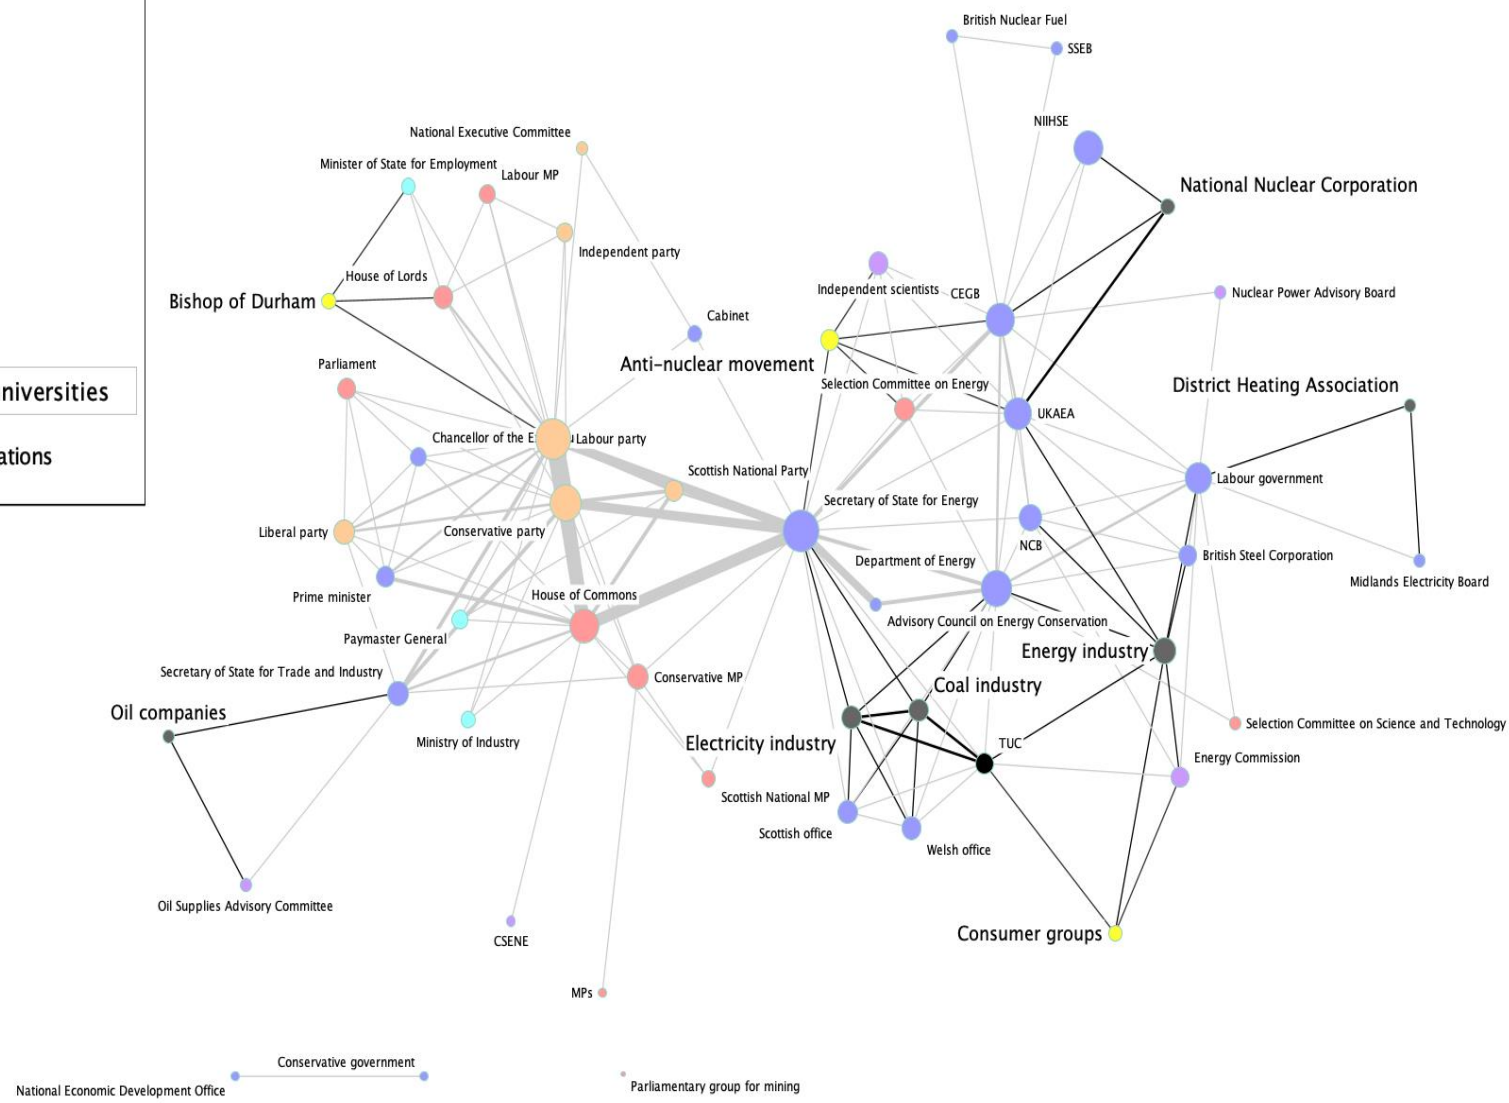 British Nuclear Fuel
SSEB
NIIHSE
National Executive Committee
Minister of State for Employment
Labour MP
National Nuclear Corporation
Independent party
House of Lords
Bishop of Durham
Independent scientists
CEGB
Nuclear Power Advisory Board
Cabinet
Anti-nuclear movement
Parliament
Selection Committee on Energy
District Heating Association
niversities
UKAEA
Chancellor of the E
Labour party
ations
Scottish National Party
Labour government
Secretary of State for Energy
Liberal party
Conservative party
NCB
British Steel Corporation
Department of Energy
Midlands Electricity Board
Prime minister
House of Commons
Advisory Council on Energy Conservation
Paymaster General
Energy industry
Secretary of State for Trade and Industry
Conservative MP
Coal industry
Oil companies
Selection Committee on Science and Technology
Ministry of Industry
Electricity industry
TUC
Energy Commission
Scottish National MP
Scottish office
Welsh office
Oil Supplies Advisory Committee
Consumer groups
CSENE
MPs
Conservative government
National Economic Development Office
Parliamentary group for mining